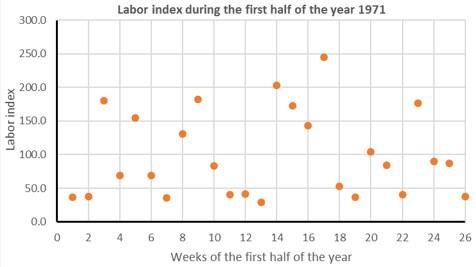 Labor index during the first half of the year 1971
300.0
250.0
200.0
150.0
100.0
50.0
0.0
Labor index
0 2 4 6 8 10 12 14 16 18 20 22 24 26
Weeks of the first half of the year